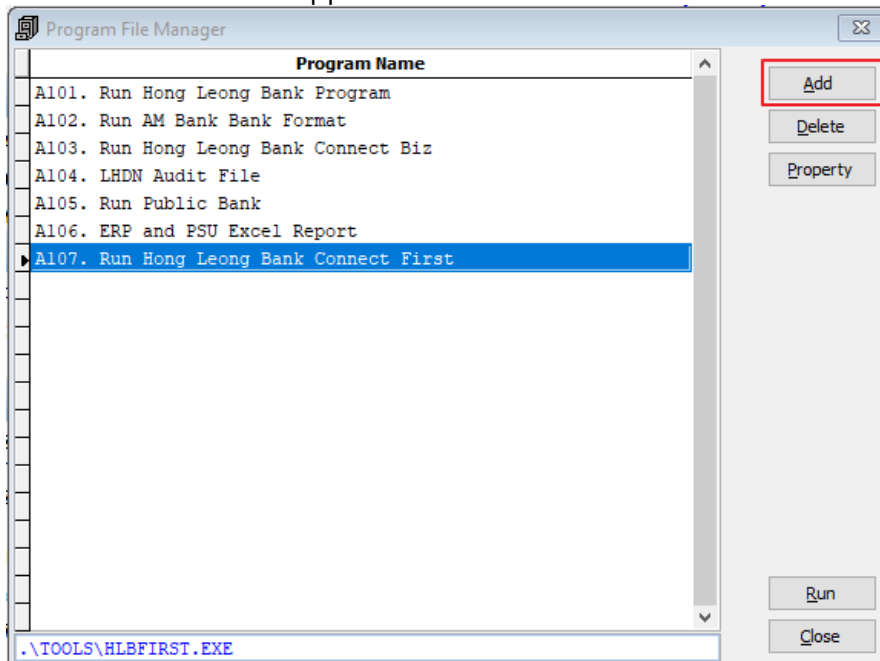 Program File Manager
Program Name
A101. Run Hong Leong Bank Program
A102. Run AM Bank Bank Format
A103. Run Hong Leong Bank Connect Biz
A104. LHDN Audit File
A105. Run Public Bank
A106. ERP and PSU Excel Report
A107. Run Hong Leong Bank Connect First
Add
Delete
Property
Run
Close
.\TOOLS\HLBFIRST.EXE